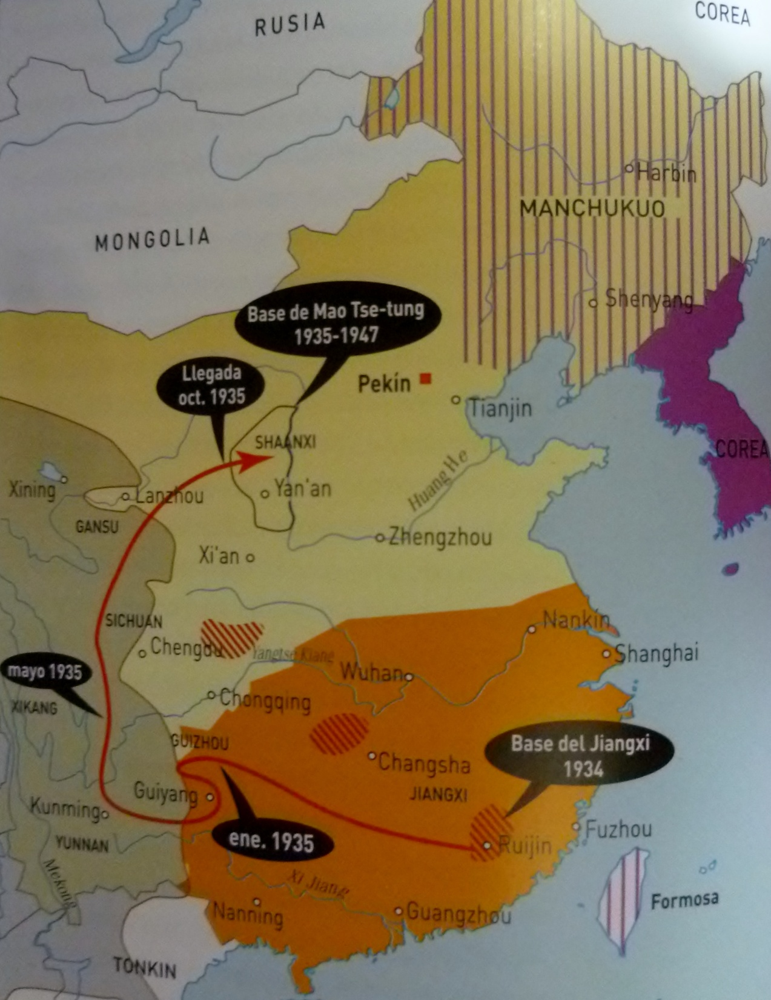 RUSIA
COREA
Harbin
MANCHUKUO
MONGOLIA
Shenyang
Base de Mao Tse-tung
1935-1947
Llegada
oct. 1935
Pekín
Tianjin
SHAANXI
COREA
Huang He
Xining
Lanzhou
Yan'an
GANSU
Zhengzhou
Xi'an
SICHUAN
Nankín
Chengdu
Yangtse Kiang
Shanghai
mayo 1935
Wuhan
XIKANG
Chongqing
GUIZHOU
Base del Jiangxi
1934
Changsha
Guiyang
JIANGXI
Kunming
Fuzhou
YUNNAN
ene. 1935
Ruijin
Mekong
Xi Jiang
Formosa
Nanning
Guangzhou
TONKIN